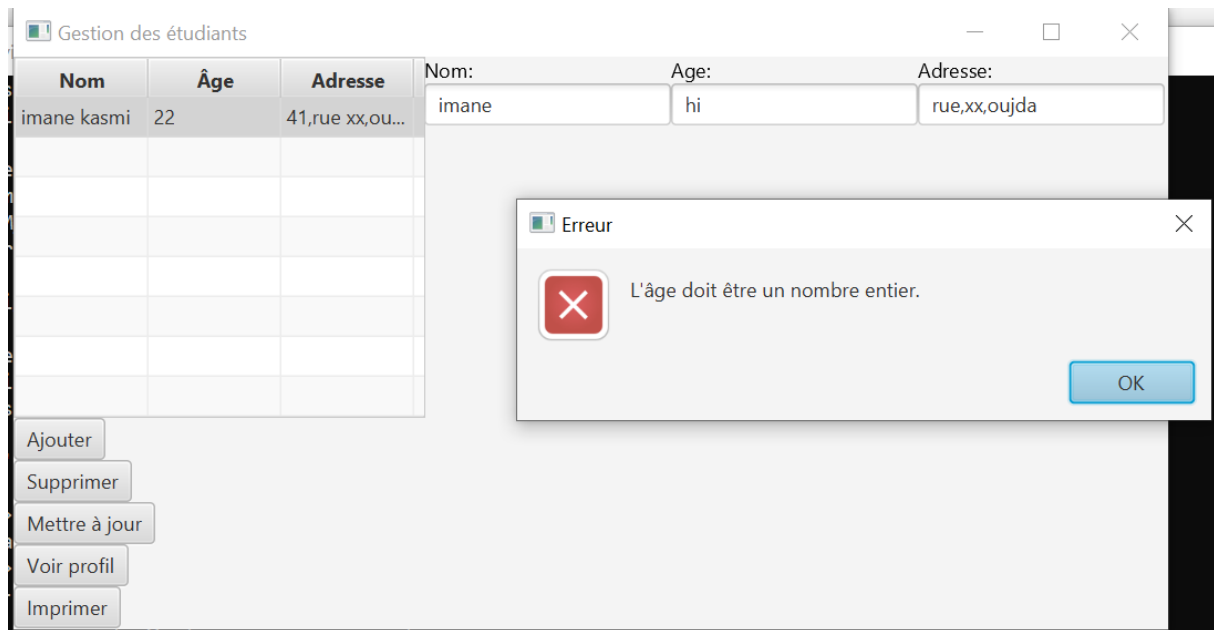 Gestion des étudiants
Nom Âge Adresse
imane kasmi 22 41,rue xx,ou...
Nom: Age: Adresse:
imane hi rue,xx,oujda
Erreur
L'âge doit être un nombre entier.
OK
Ajouter
Supprimer
Mettre à jour
Voir profil
Imprimer